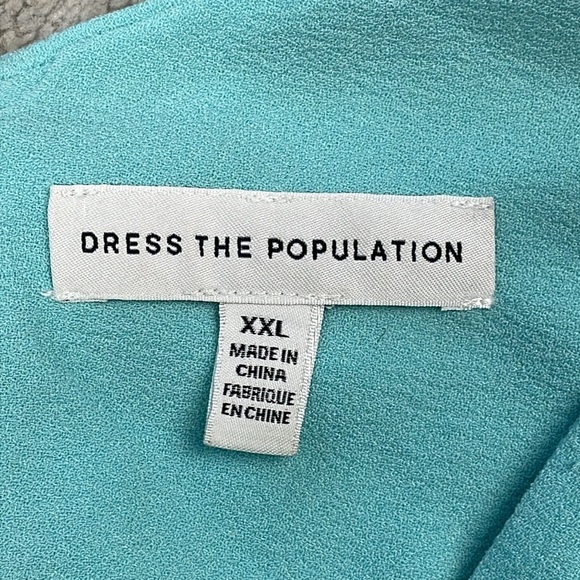 DRESS THE POPULATION
XXL
MADE IN
CHINA
FABRIQUE
EN CHINE